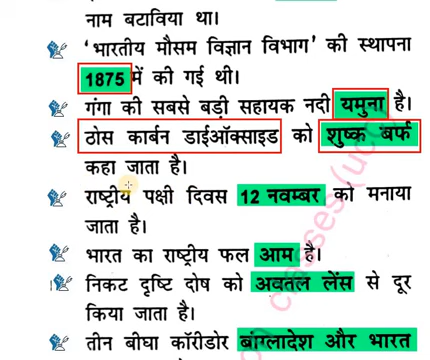 नाम बटाविया था।
'भारतीय मौसम विज्ञान विभाग' की स्थापना
1875 में की गई थी।
गंगा की सबसे बड़ी सहायक नदी यमुना है।
ठोस कार्बन डाईऑक्साइड को शुष्क बर्फ
कहा जाता है।
राष्ट्रीय पक्षी दिवस 12 नवम्बर को मनाया
जाता है।
भारत का राष्ट्रीय फल आम है।
निकट दृष्टि दोष को अवतल लेंस से दूर
किया जाता है।
तीन बीघा कॉरीडोर बांग्लादेश और भारत